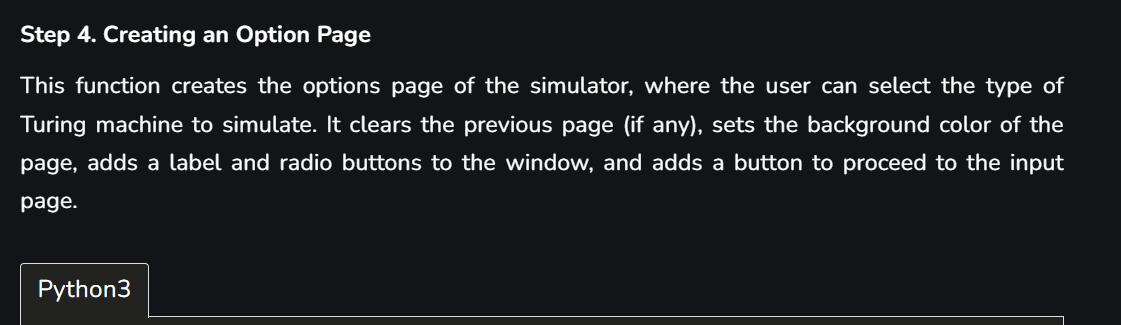 Step 4. Creating an Option Page
This function creates the options page of the simulator, where the user can select the type of
Turing machine to simulate. It clears the previous page (if any), sets the background color of the
page, adds a label and radio buttons to the window, and adds a button to proceed to the input
page.
Python3